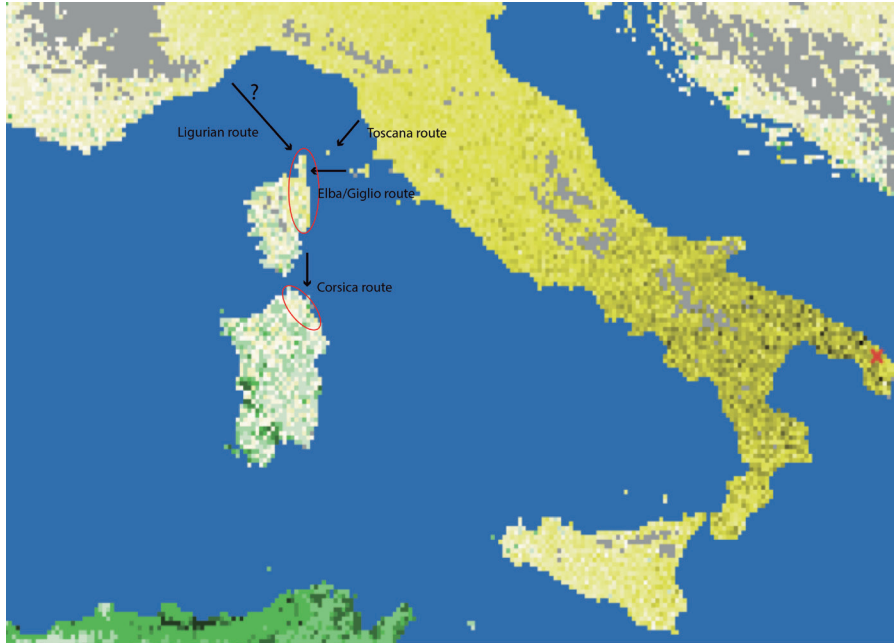 ?
Ligurian route
Toscana route
Elba/Giglio route
Corsica route